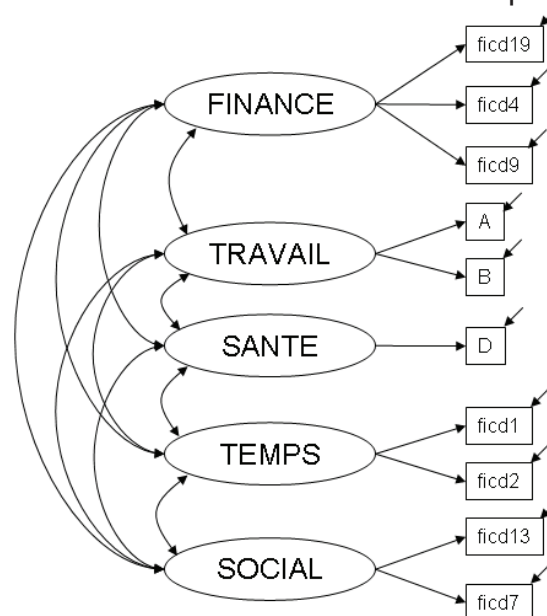 ficd19
FINANCE
ficd4
ficd9
A
TRAVAIL
B
SANTE
D
ficd1
TEMPS
ficd2
ficd13
SOCIAL
ficd7